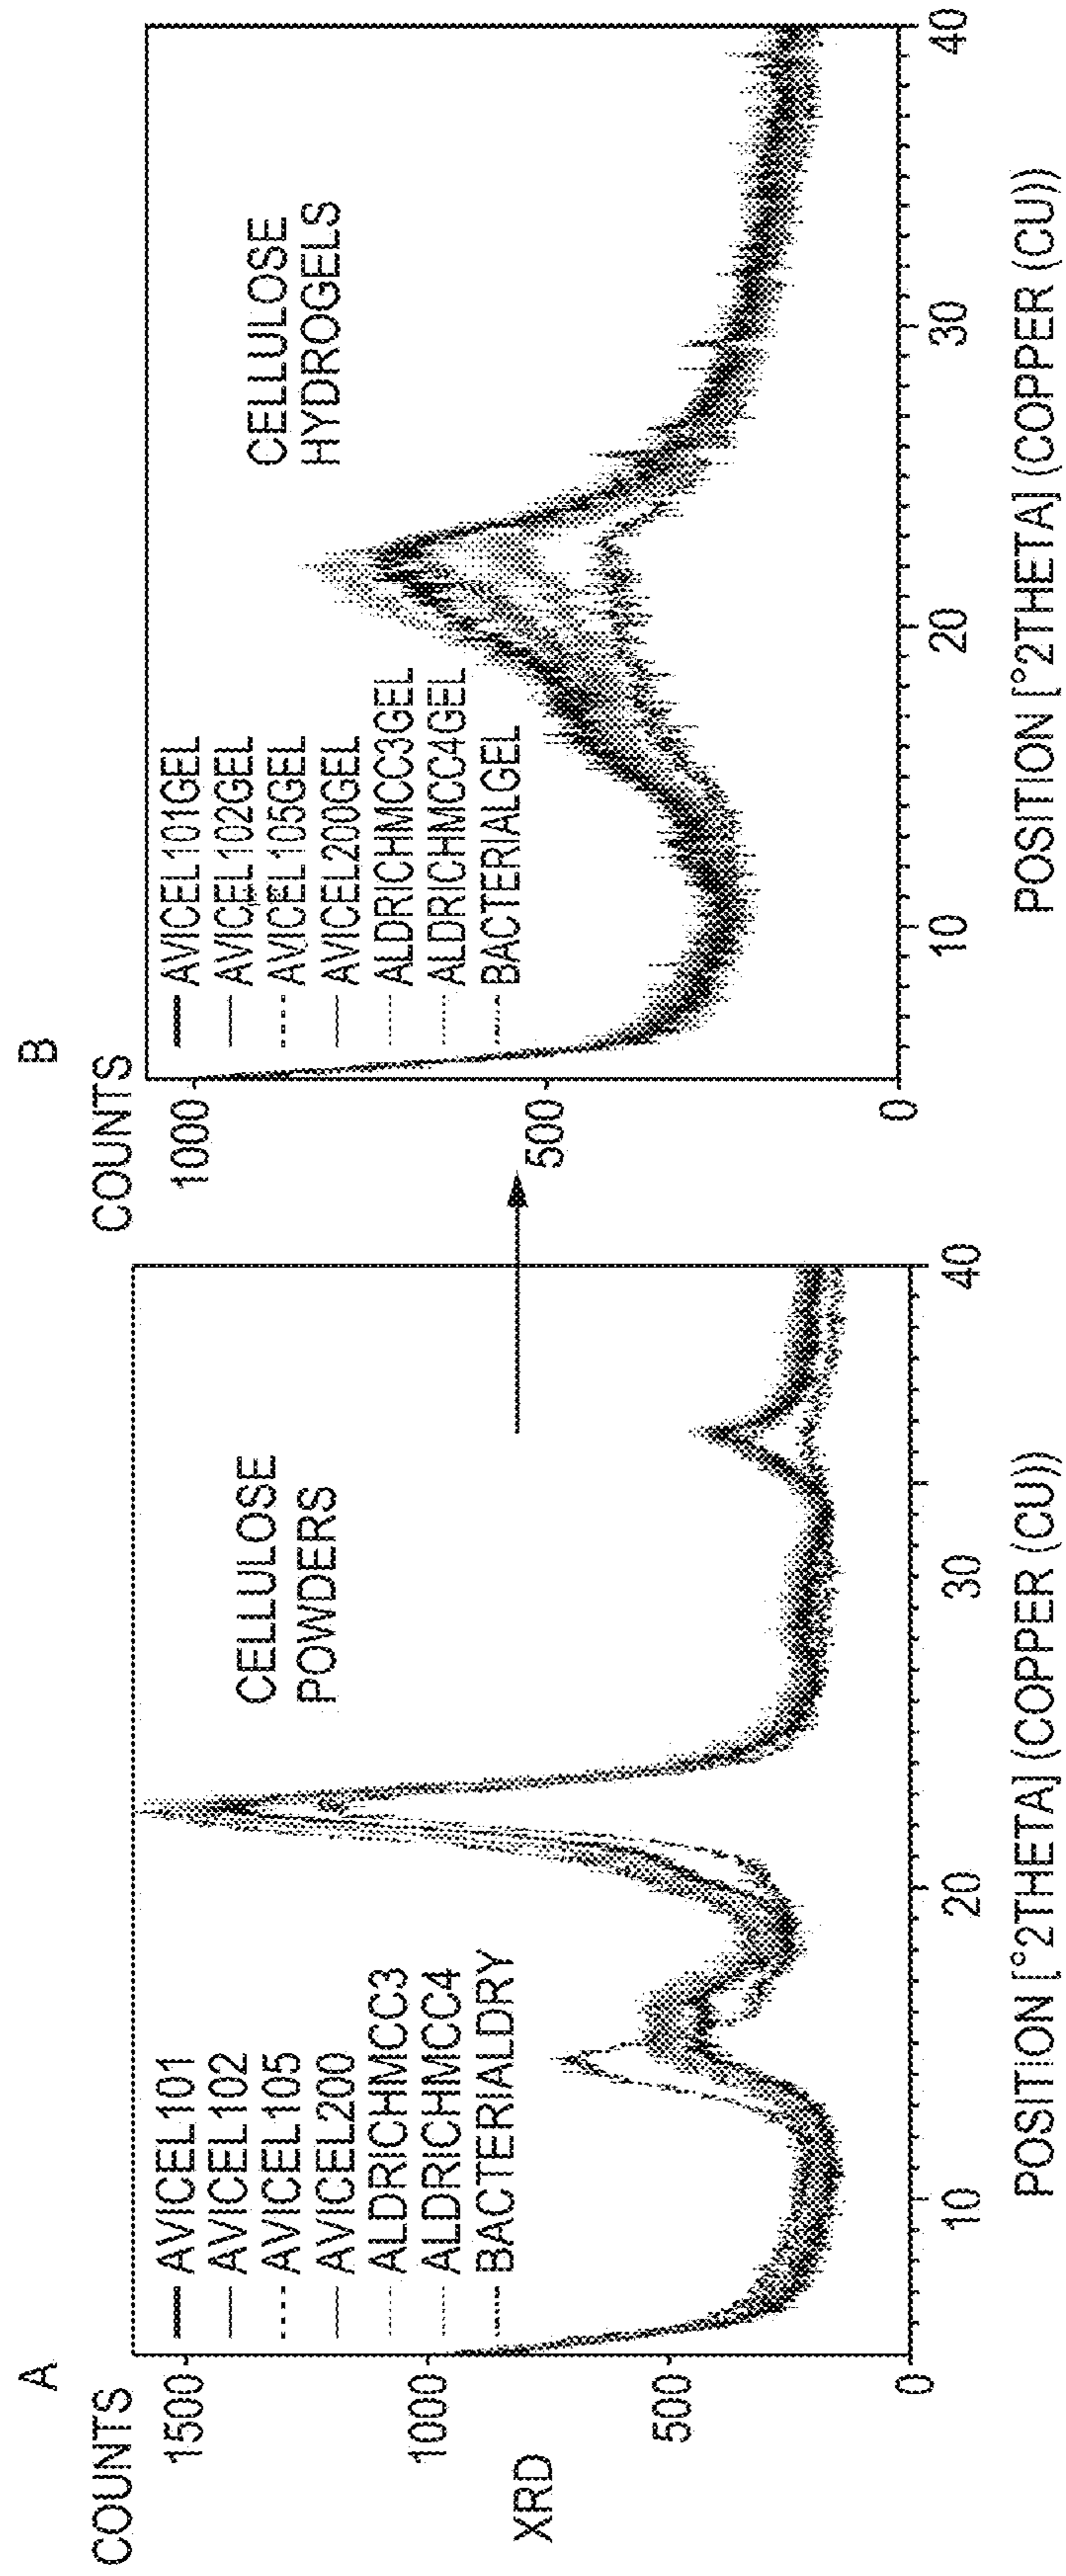 A
COUNTS
1500
1000
500
0
XRD
AVICEL101
AVICEL102
AVICEL105
AVICEL200
ALDRICHMCC3
ALDRICHMCC4
BACTERIALDRY
CELLULOSE
POWDERS
10
20
30
40
POSITION [°2THETA] (COPPER (CU))
B
COUNTS
1000
500
0
AVICEL101GEL
AVICEL102GEL
AVICEL105GEL
AVICEL200GEL
ALDRICHMCC3GEL
ALDRICHMCC4GEL
BACTERIALGEL
CELLULOSE
HYDROGELS
10
20
30
40
POSITION [°2THETA] (COPPER (CU))